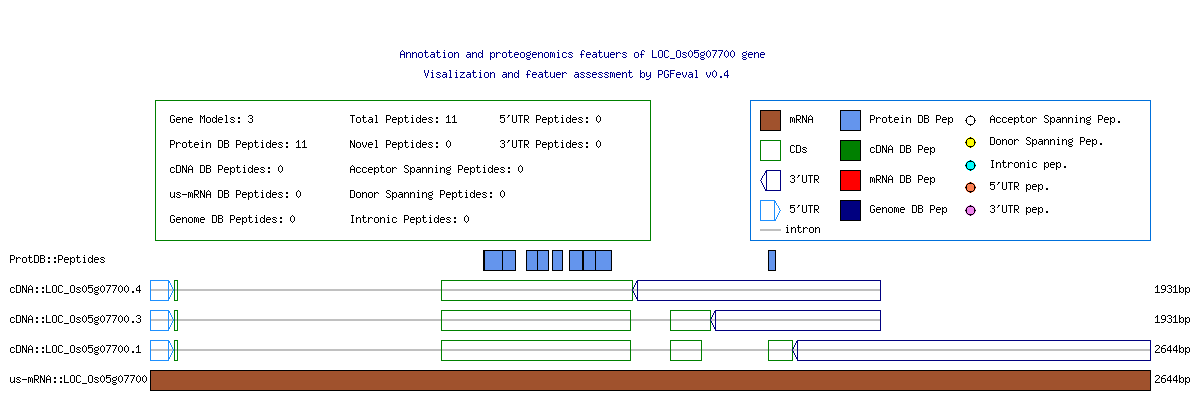 Annotation and proteogenomics featuers of LOC_Os05g07700 gene
Visalization and featuer assessment by PGFeval v0.4
Gene Models: 3 Total Peptides: 11 5'UTR Peptides: 0
Protein DB Peptides: 11 Novel Peptides: 0 3'UTR Peptides: 0
cDNA DB Peptides: 0 Acceptor Spanning Peptides: 0
us-mRNA DB Peptides: 0 Donor Spanning Peptides: 0
Genome DB Peptides: 0 Intronic Peptides: 0
mRNA Protein DB Pep Acceptor Spanning Pep.
CDs cDNA DB Pep Donor Spanning Pep.
3'UTR mRNA DB Pep Intronic pep.
5'UTR Genome DB Pep 5'UTR pep.
intron 3'UTR pep.
ProtDB::Peptides
cDNA::LOC_Os05g07700.4 1931bp
cDNA::LOC_Os05g07700.3 1931bp
cDNA::LOC_Os05g07700.1 2644bp
us-mRNA::LOC_Os05g07700 2644bp